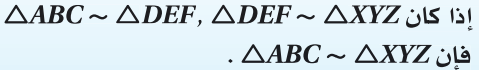 إذا كان △ABC ~ △DEF, △DEF ~ △XYZ
فإن △ABC ~ △XYZ .